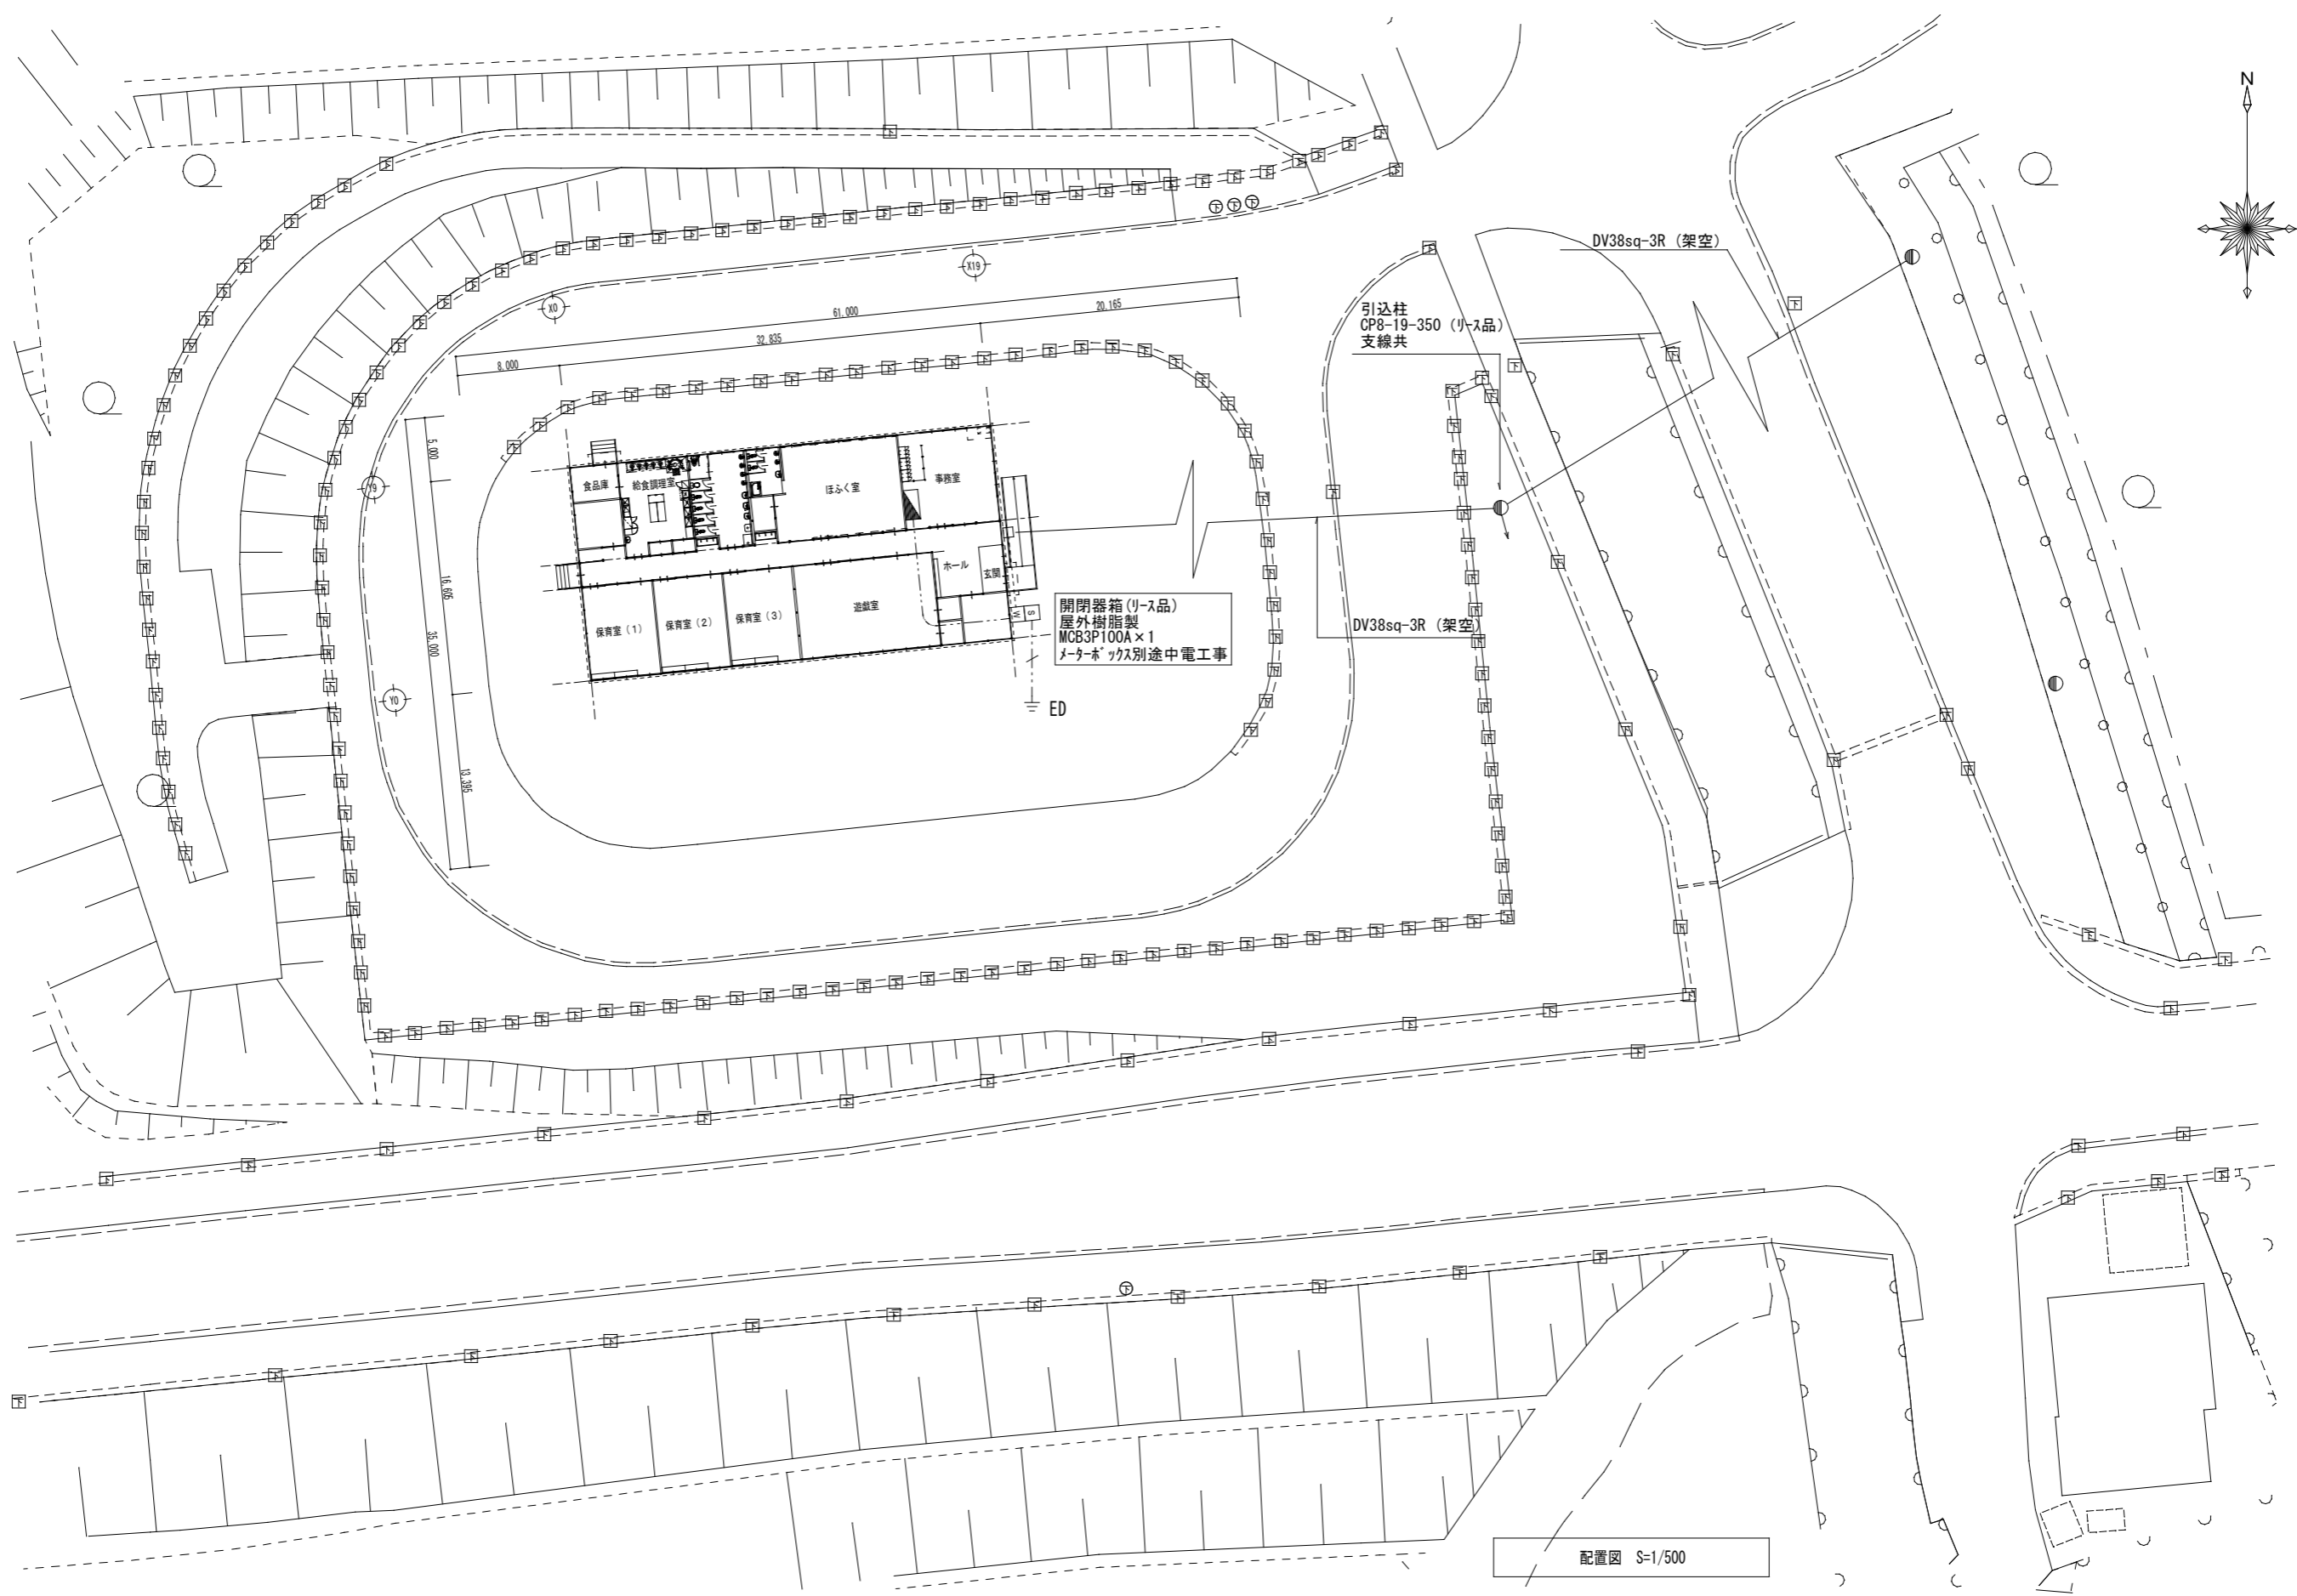 N
DV38sq-3R (架空)
引込柱
CP8-19-350 (リース品)
支線共
X0
X19
61.000
8.000
32.835
20.165
Y9
Y0
5.000
16.605
35.000
13.395
食品庫
給食調理室
ほふく室
事務室
ホール
玄関
保育室(1)
保育室(2)
保育室(3)
遊戯室
W
S
開閉器箱(リース品)
屋外樹脂製
MCB3P100A×1
メーターボックス別途中電工事
DV38sq-3R (架空)
ED
配置図 S=1/500